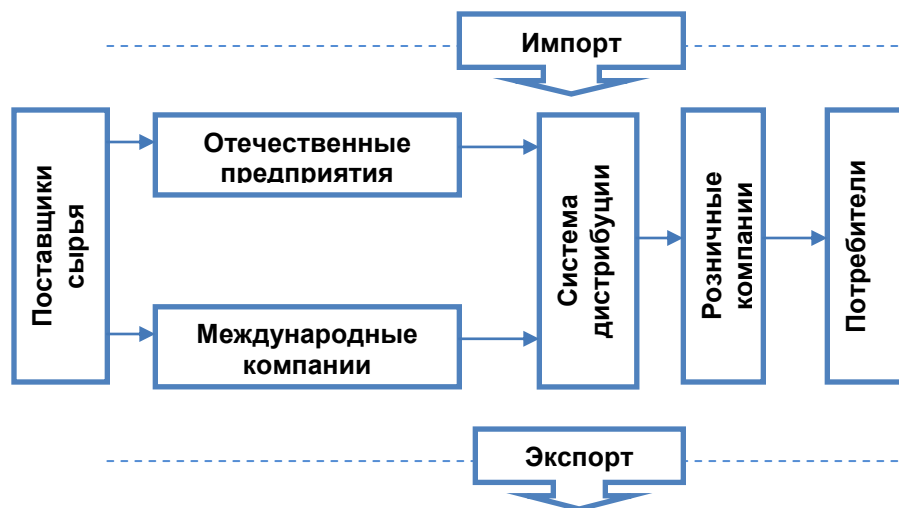 Импорт
Поставщики
сырья
Отечественные
предприятия
Международные
компании
Система
дистрибуции
Розничные
компании
Потребители
Экспорт